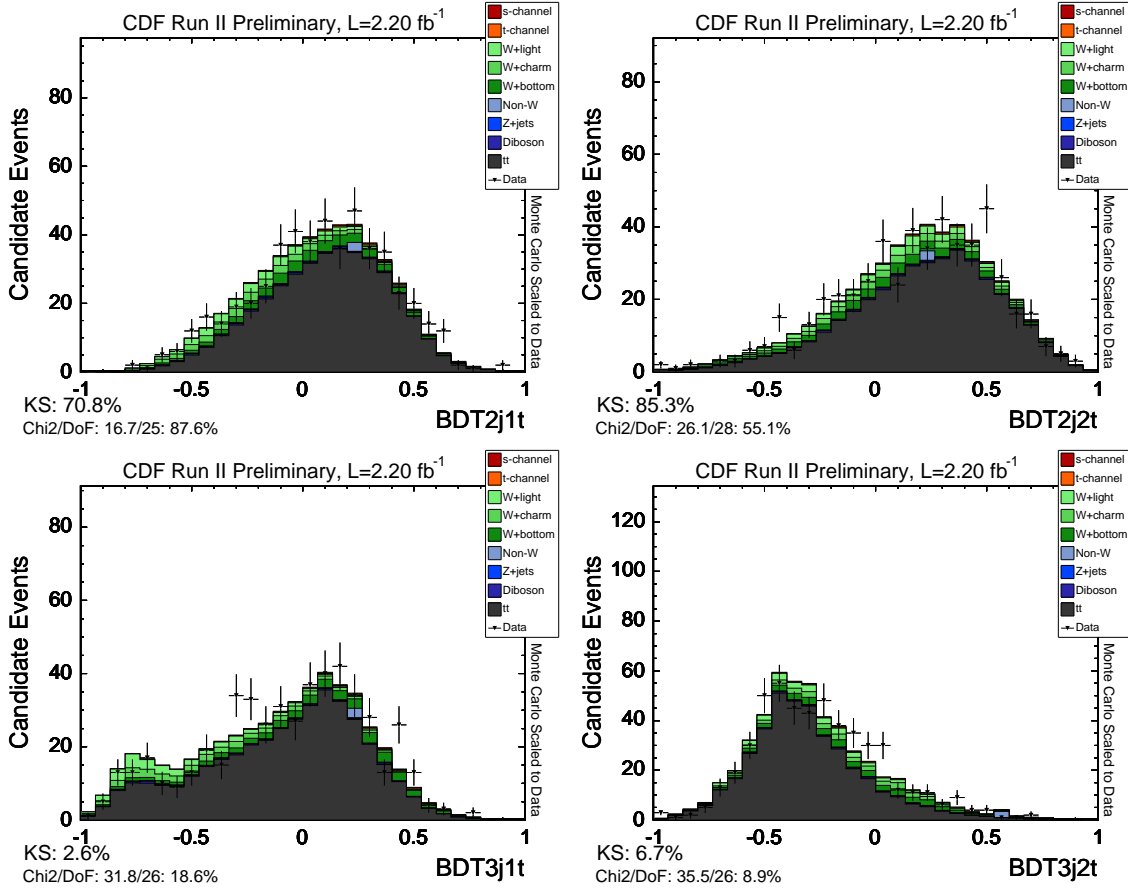 CDF Run II Preliminary, L=2.20 fb⁻¹
s-channel
t-channel
W+light
W+charm
W+bottom
Non-W
Z+jets
Diboson
tt
Data
Candidate Events
80
60
40
20
0
-1
-0.5
0
0.5
1
Monte Carlo Scaled to Data
BDT2j1t
KS: 70.8%
Chi2/DoF: 16.7/25: 87.6%
CDF Run II Preliminary, L=2.20 fb⁻¹
s-channel
t-channel
W+light
W+charm
W+bottom
Non-W
Z+jets
Diboson
tt
Data
Candidate Events
80
60
40
20
0
-1
-0.5
0
0.5
1
Monte Carlo Scaled to Data
BDT2j2t
KS: 85.3%
Chi2/DoF: 26.1/28: 55.1%
CDF Run II Preliminary, L=2.20 fb⁻¹
s-channel
t-channel
W+light
W+charm
W+bottom
Non-W
Z+jets
Diboson
tt
Data
Candidate Events
80
60
40
20
0
-1
-0.5
0
0.5
1
Monte Carlo Scaled to Data
BDT3j1t
KS: 2.6%
Chi2/DoF: 31.8/26: 18.6%
CDF Run II Preliminary, L=2.20 fb⁻¹
s-channel
t-channel
W+light
W+charm
W+bottom
Non-W
Z+jets
Diboson
tt
Data
Candidate Events
120
100
80
60
40
20
0
-1
-0.5
0
0.5
1
Monte Carlo Scaled to Data
BDT3j2t
KS: 6.7%
Chi2/DoF: 35.5/26: 8.9%